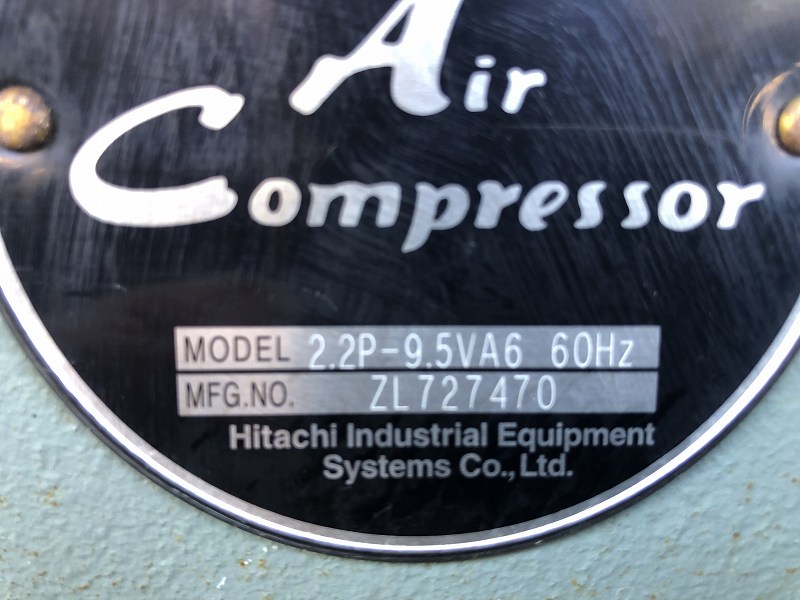 Air
Compressor
MODEL 2.2P-9.5VA6 60Hz
MFG.NO. ZL727470
Hitachi Industrial Equipment
Systems Co.,Ltd.